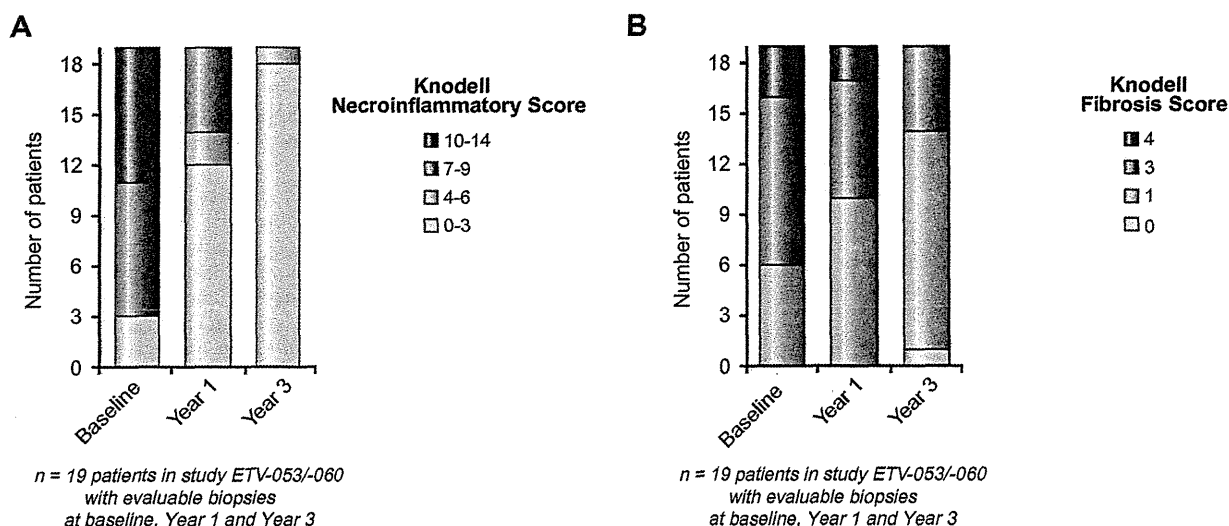 A
Number of patients
18
15
12
9
6
3
0
Baseline
Year 1
Year 3
Knodell
Necroinflammatory Score
10-14
7-9
4-6
0-3
n = 19 patients in study ETV-053/-060
with evaluable biopsies
at baseline, Year 1 and Year 3
B
Number of patients
18
15
12
9
6
3
0
Baseline
Year 1
Year 3
Knodell
Fibrosis Score
4
3
1
0
n = 19 patients in study ETV-053/-060
with evaluable biopsies
at baseline, Year 1 and Year 3